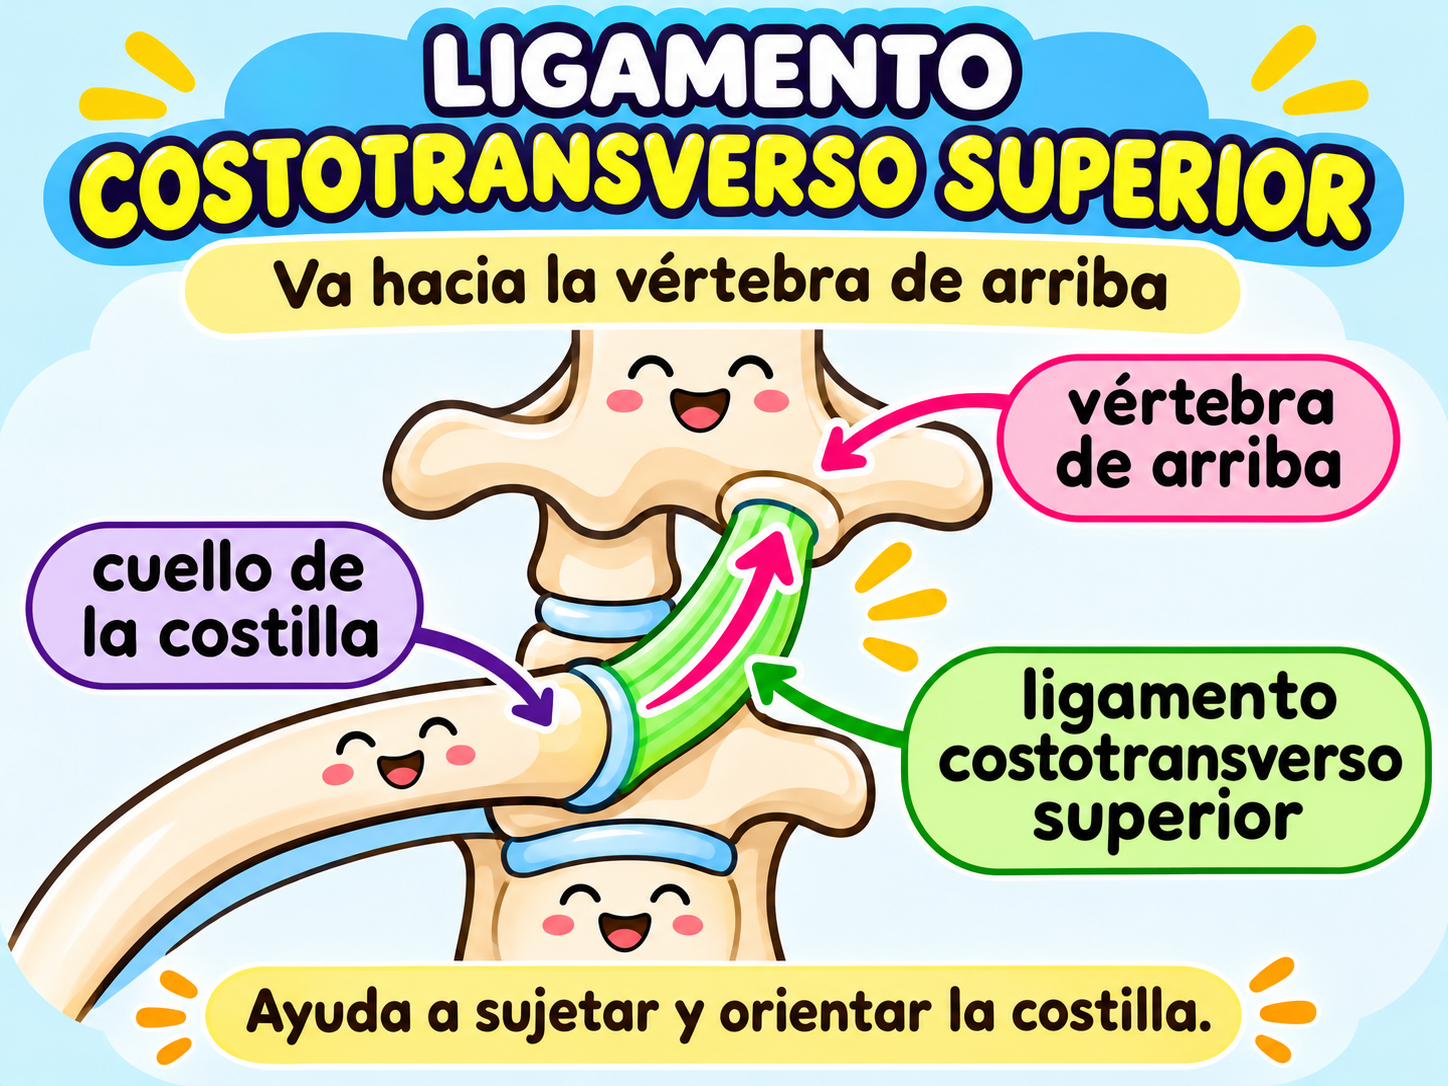 LIGAMENTO
COSTOTRANSVERSO SUPERIOR
Va hacia la vértebra de arriba
vértebra
de arriba
cuello de
la costilla
ligamento
costotransverso
superior
Ayuda a sujetar y orientar la costilla.